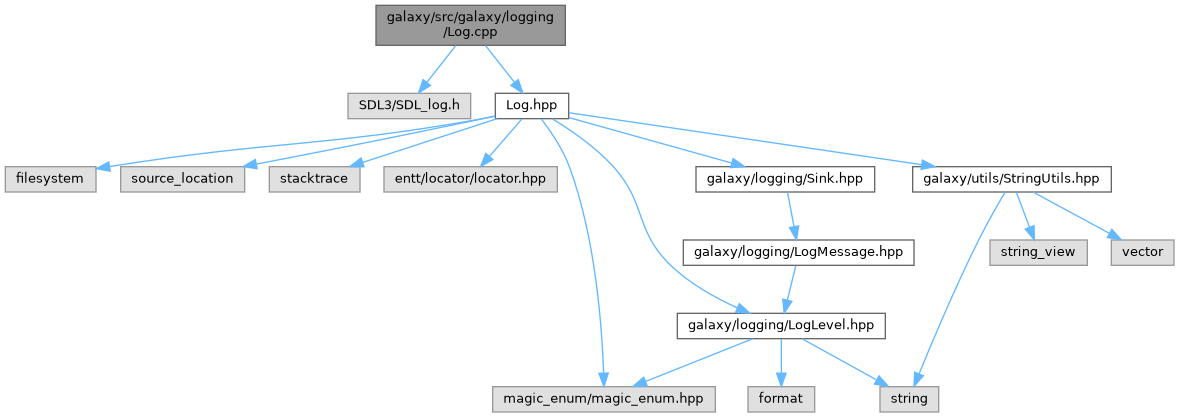 galaxy/src/galaxy/logging
/Log.cpp
SDL3/SDL_log.h
Log.hpp
filesystem
source_location
stacktrace
entt/locator/locator.hpp
galaxy/logging/Sink.hpp
galaxy/utils/StringUtils.hpp
galaxy/logging/LogMessage.hpp
string_view
vector
galaxy/logging/LogLevel.hpp
magic_enum/magic_enum.hpp
format
string